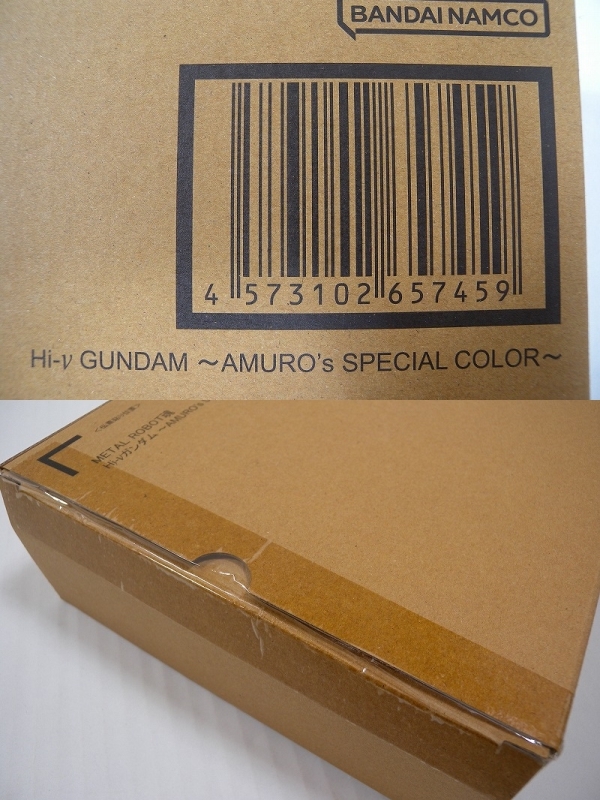 BANDAI NAMCO
4 573102 657459
Hi-ν GUNDAM ～AMURO's SPECIAL COLOR～
METAL ROBOT魂
Hi-νガンダム ～AMURO's